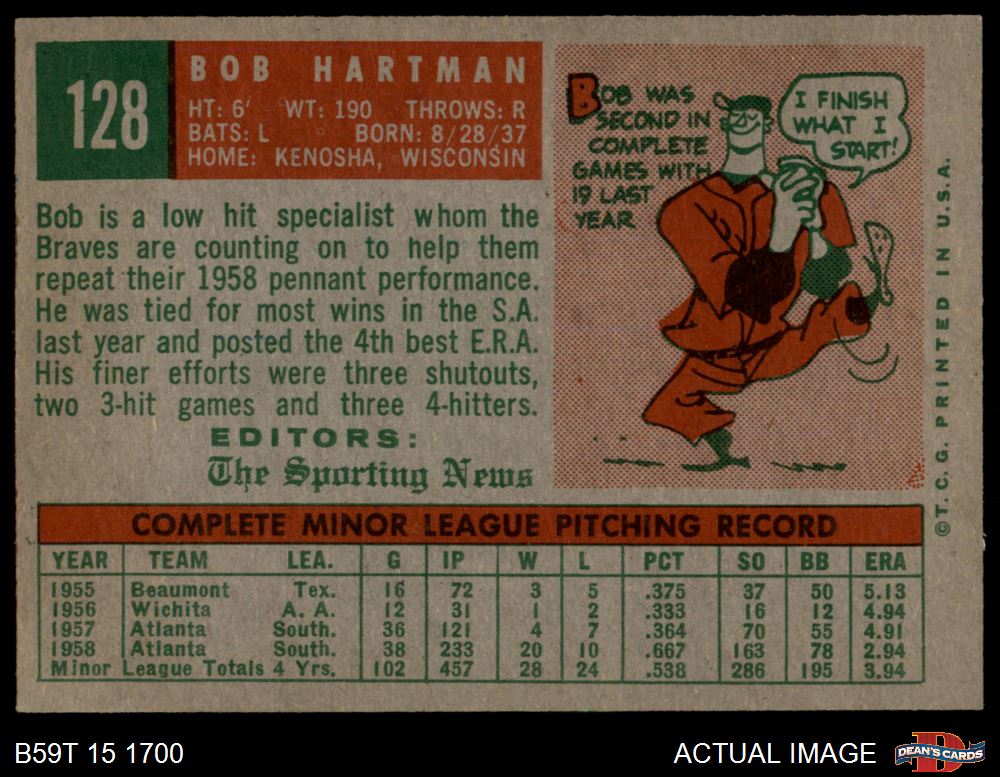 128
BOB HARTMAN
HT: 6' WT: 190 THROWS: R
BATS: L BORN: 8/28/37
HOME: KENOSHA, WISCONSIN
Bob is a low hit specialist whom the
Braves are counting on to help them
repeat their 1958 pennant performance.
He was tied for most wins in the S.A.
last year and posted the 4th best E.R.A.
His finer efforts were three shutouts,
two 3-hit games and three 4-hitters.
EDITORS:
The Sporting News
BOB WAS
SECOND IN
COMPLETE
GAMES WITH
19 LAST
YEAR
I FINISH
WHAT I
START!
© T. C. G. PRINTED IN U.S.A.
COMPLETE MINOR LEAGUE PITCHING RECORD
YEAR TEAM LEA. G IP W L PCT SO BB ERA
1955 Beaumont Tex. 16 72 3 5 .375 37 50 5.13
1956 Wichita A. A. 12 31 1 2 .333 16 12 4.94
1957 Atlanta South. 36 121 4 7 .364 70 55 4.91
1958 Atlanta South. 38 233 20 10 .667 163 78 2.94
Minor League Totals 4 Yrs. 102 457 28 24 .538 286 195 3.94
B59T 15 1700
ACTUAL IMAGE
D
DEAN'S CARDS